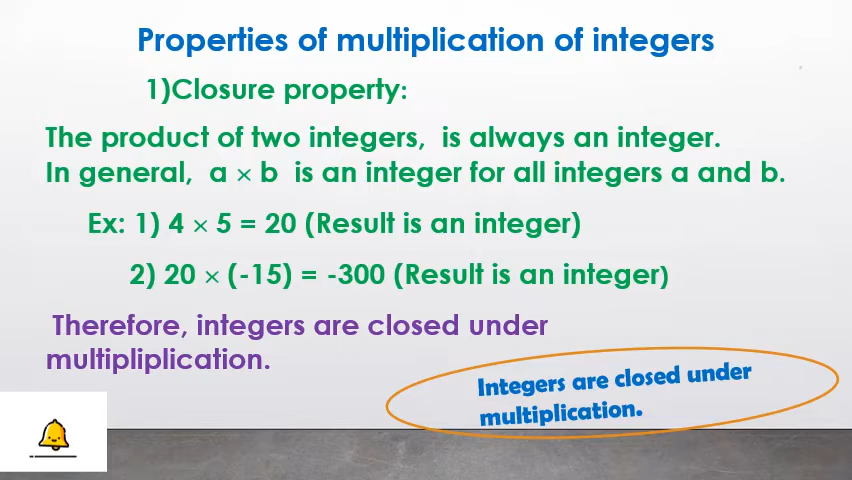 Properties of multiplication of integers
1)Closure property:
The product of two integers, is always an integer.
In general, a × b is an integer for all integers a and b.
Ex: 1) 4 × 5 = 20 (Result is an integer)
2) 20 × (-15) = -300 (Result is an integer)
Therefore, integers are closed under
multipliplication.
Integers are closed under
multiplication.